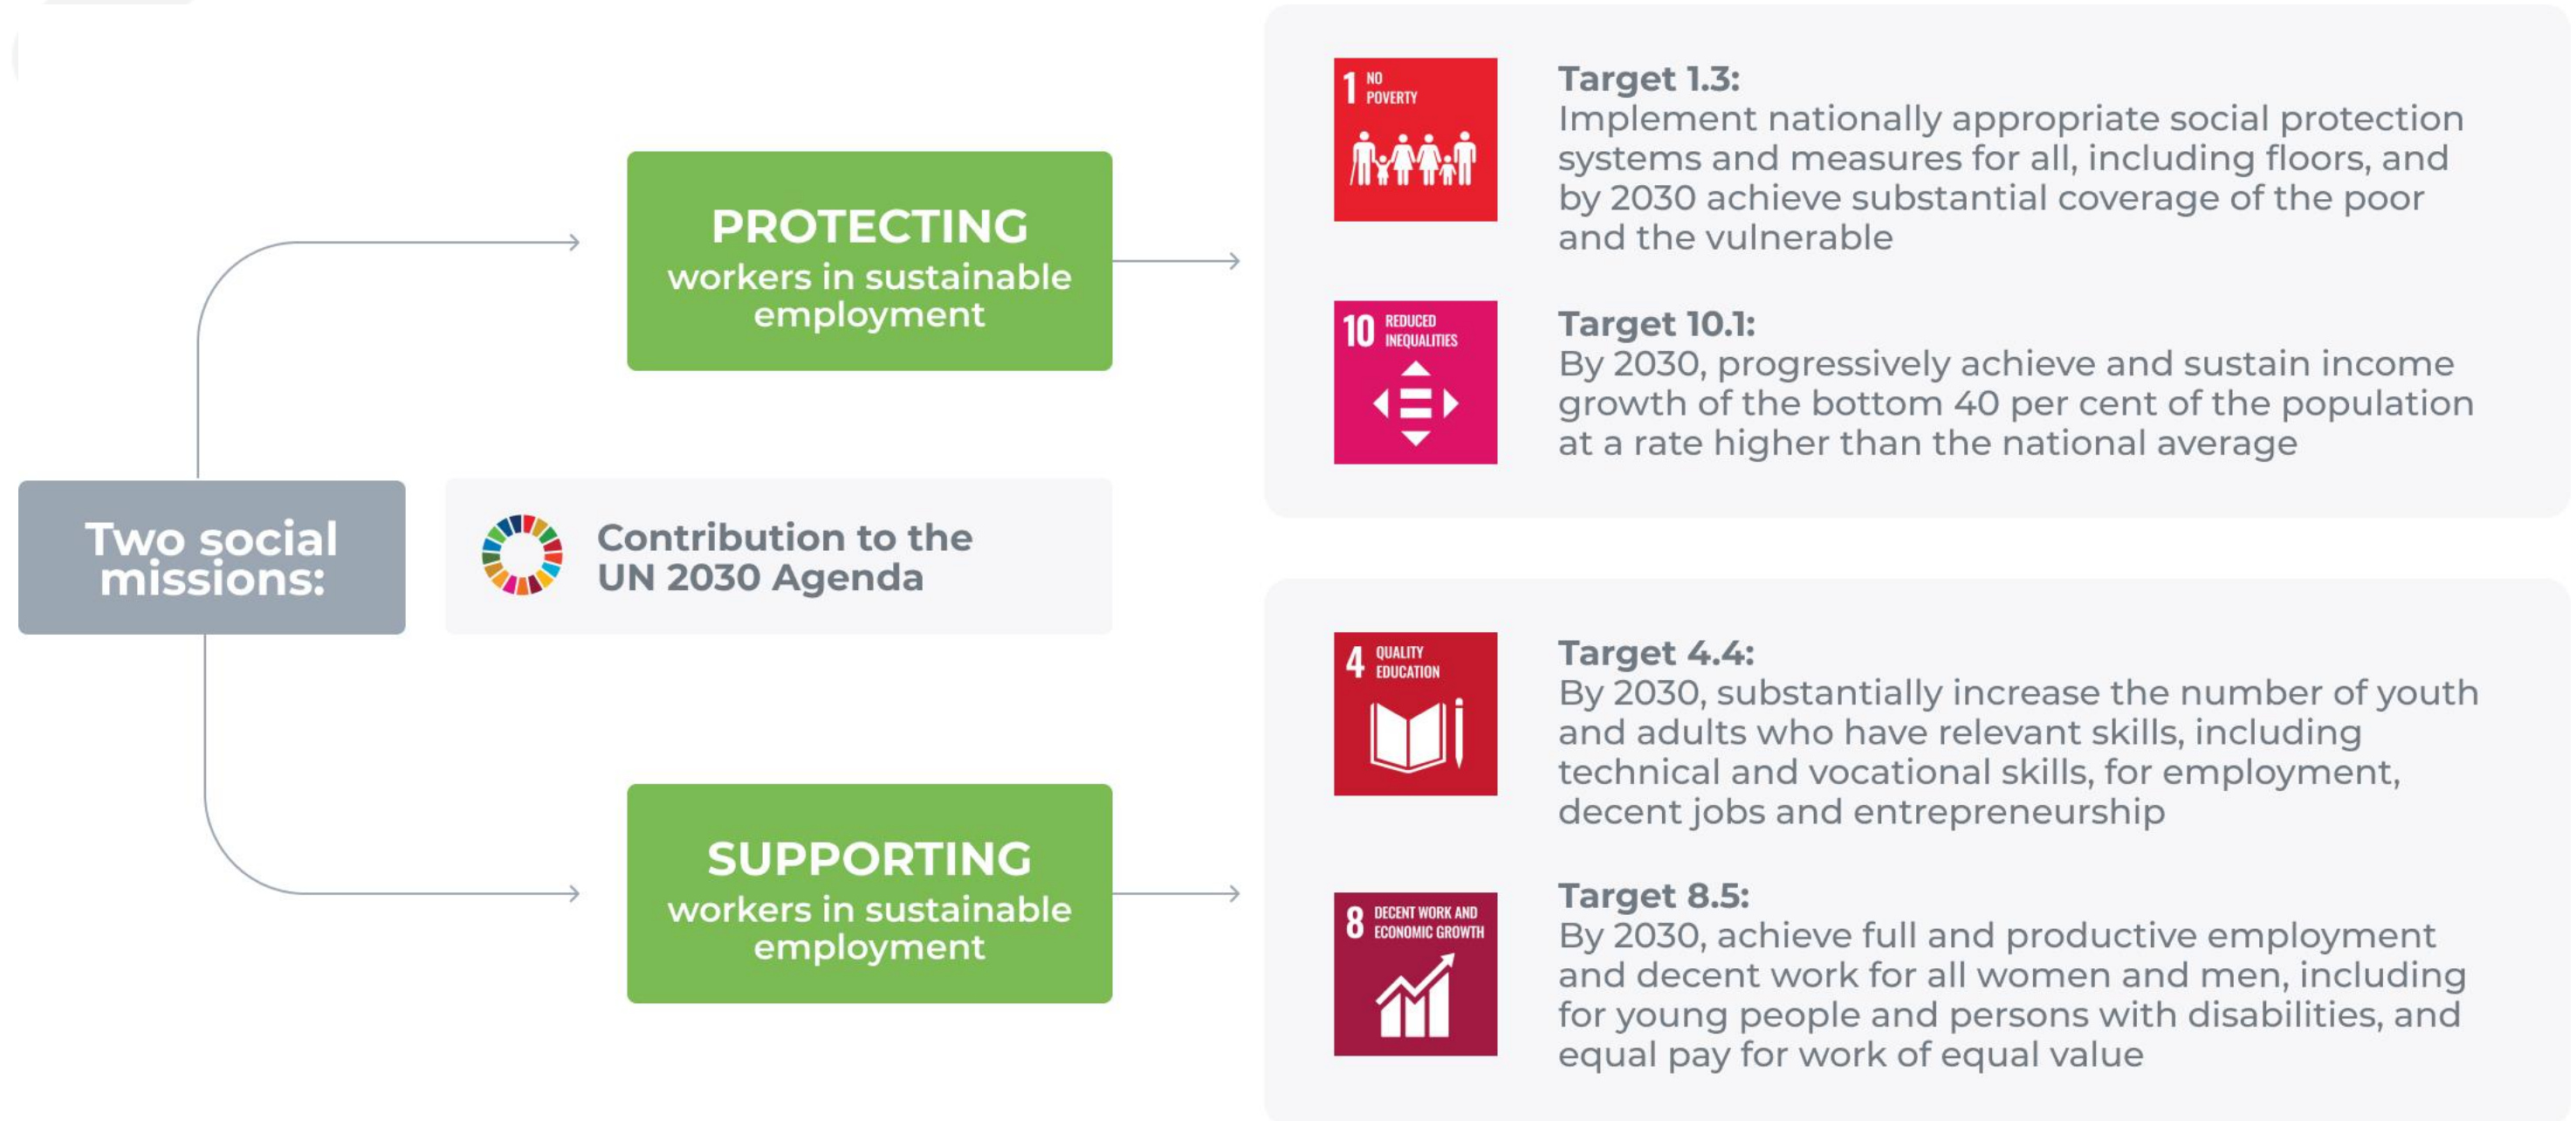 Two social
missions:
Contribution to the
UN 2030 Agenda
PROTECTING
workers in sustainable
employment
1 NO
POVERTY
Target 1.3:
Implement nationally appropriate social protection
systems and measures for all, including floors, and
by 2030 achieve substantial coverage of the poor
and the vulnerable
10 REDUCED
INEQUALITIES
Target 10.1:
By 2030, progressively achieve and sustain income
growth of the bottom 40 per cent of the population
at a rate higher than the national average
SUPPORTING
workers in sustainable
employment
4 QUALITY
EDUCATION
Target 4.4:
By 2030, substantially increase the number of youth
and adults who have relevant skills, including
technical and vocational skills, for employment,
decent jobs and entrepreneurship
8 DECENT WORK AND
ECONOMIC GROWTH
Target 8.5:
By 2030, achieve full and productive employment
and decent work for all women and men, including
for young people and persons with disabilities, and
equal pay for work of equal value